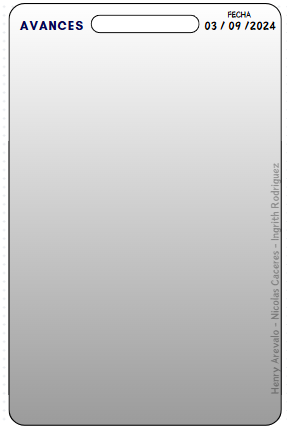 FECHA
AVANCES
03 / 09 /2024
Henry Arevalo - Nicolas Caceres - Ingrith Rodriguez